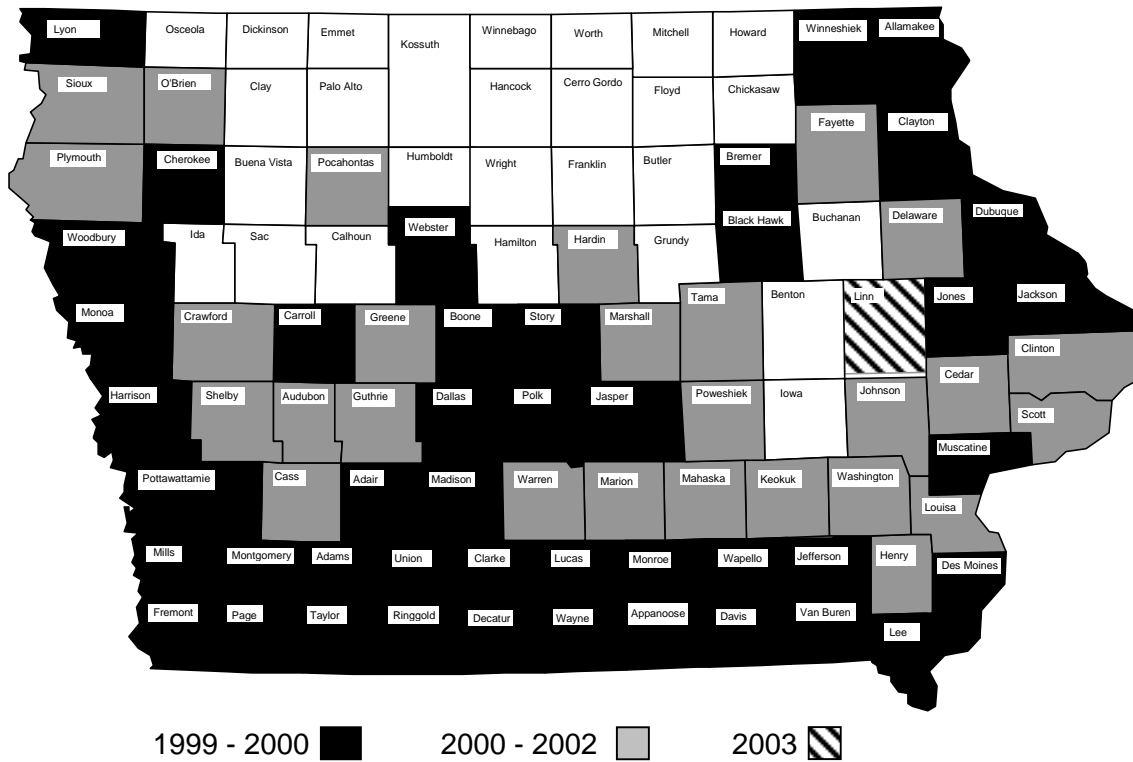 Lyon Osceola Dickinson Emmet Kossuth Winnebago Worth Mitchell Howard Winneshiek Allamakee
Sioux O'Brien Clay Palo Alto Hancock Cerro Gordo Floyd Chickasaw
Fayette Clayton
Plymouth Cherokee Buena Vista Pocahontas Humboldt Wright Franklin Butler Bremer
Woodbury Ida Sac Calhoun Webster Hamilton Hardin Grundy Black Hawk Buchanan Delaware Dubuque
Monoa Crawford Carroll Greene Boone Story Marshall Tama Benton Linn Jones Jackson
Clinton
Harrison Shelby Audubon Guthrie Dallas Polk Jasper Poweshiek Iowa Johnson Cedar
Scott
Muscatine
Pottawattamie Cass Adair Madison Warren Marion Mahaska Keokuk Washington
Louisa
Mills Montgomery Adams Union Clarke Lucas Monroe Wapello Jefferson Henry Des Moines
Fremont Page Taylor Ringgold Decatur Wayne Appanoose Davis Van Buren
Lee
1999 - 2000 2000 - 2002 2003